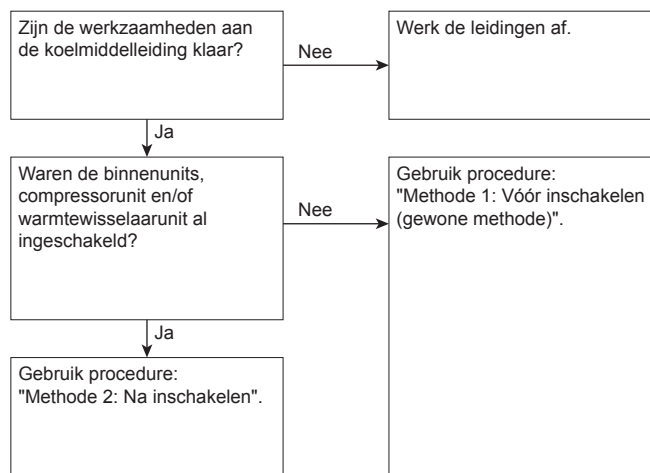 Zijn de werkzaamheden aan
de koelmiddelleiding klaar?
Nee
Werk de leidingen af.
Ja
Waren de binnenunits,
compressorunit en/of
warmtewisselaarunit al
ingeschakeld?
Nee
Gebruik procedure:
"Methode 1: Vóór inschakelen
(gewone methode)".
Ja
Gebruik procedure:
"Methode 2: Na inschakelen".